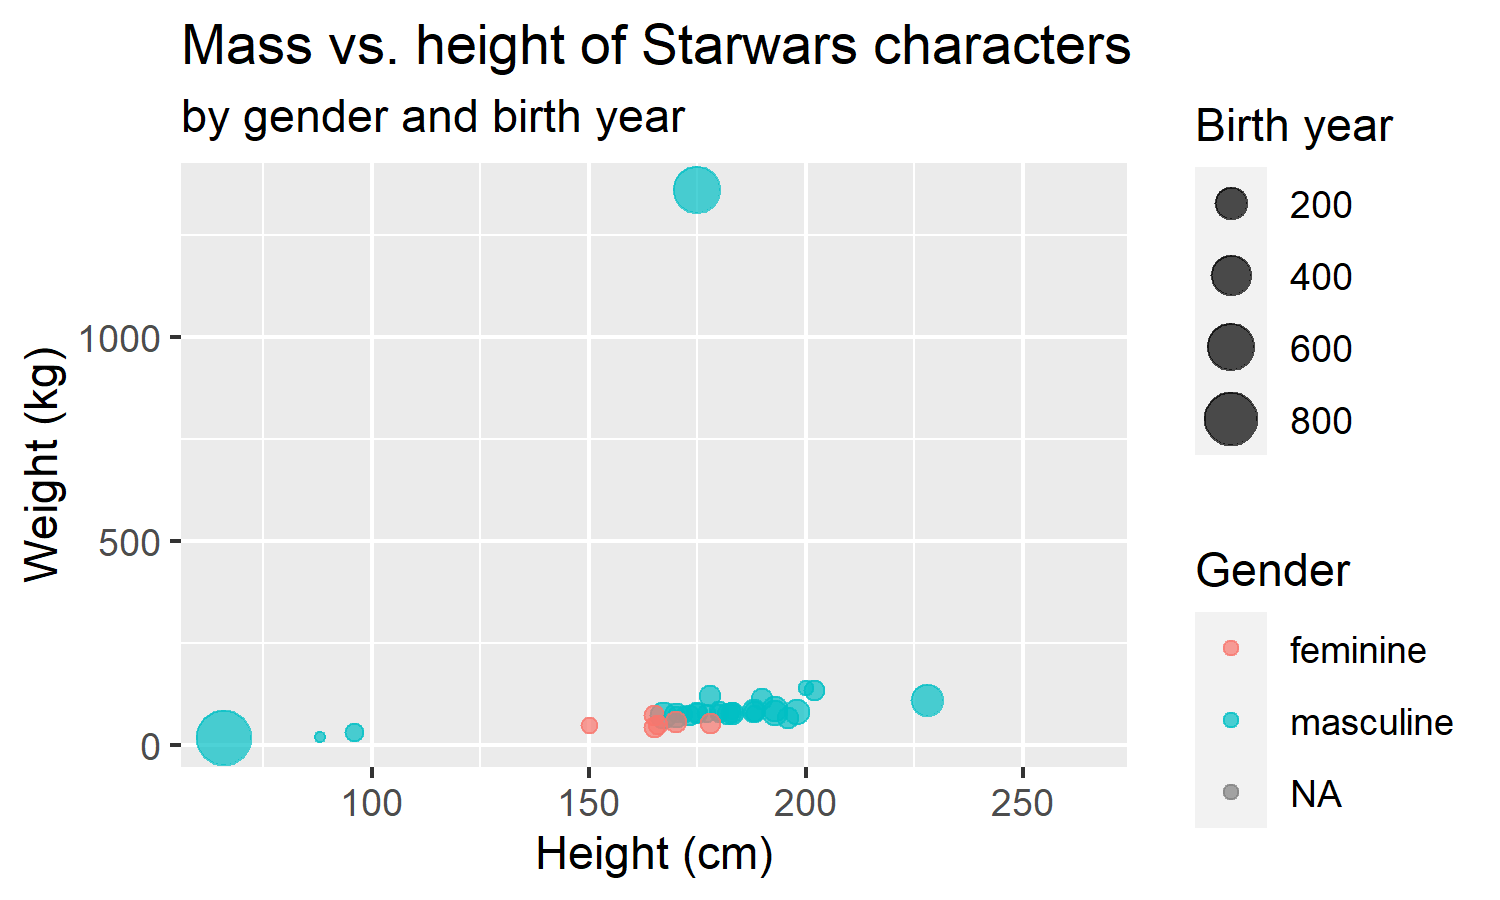 Mass vs. height of Starwars characters
by gender and birth year
Weight (kg)
1000
500
0
100
150
200
250
Height (cm)
Birth year
200
400
600
800
Gender
feminine
masculine
NA